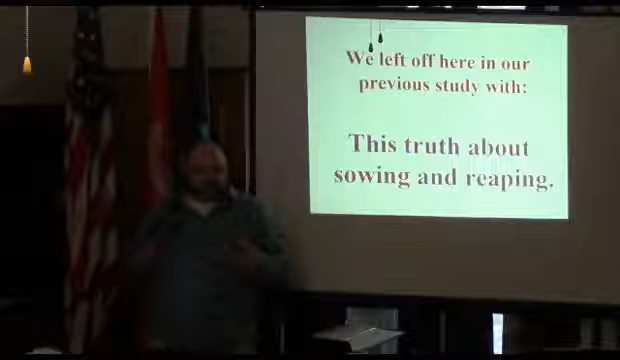 We left off here in our
previous study with:
This truth about
sowing and reaping.